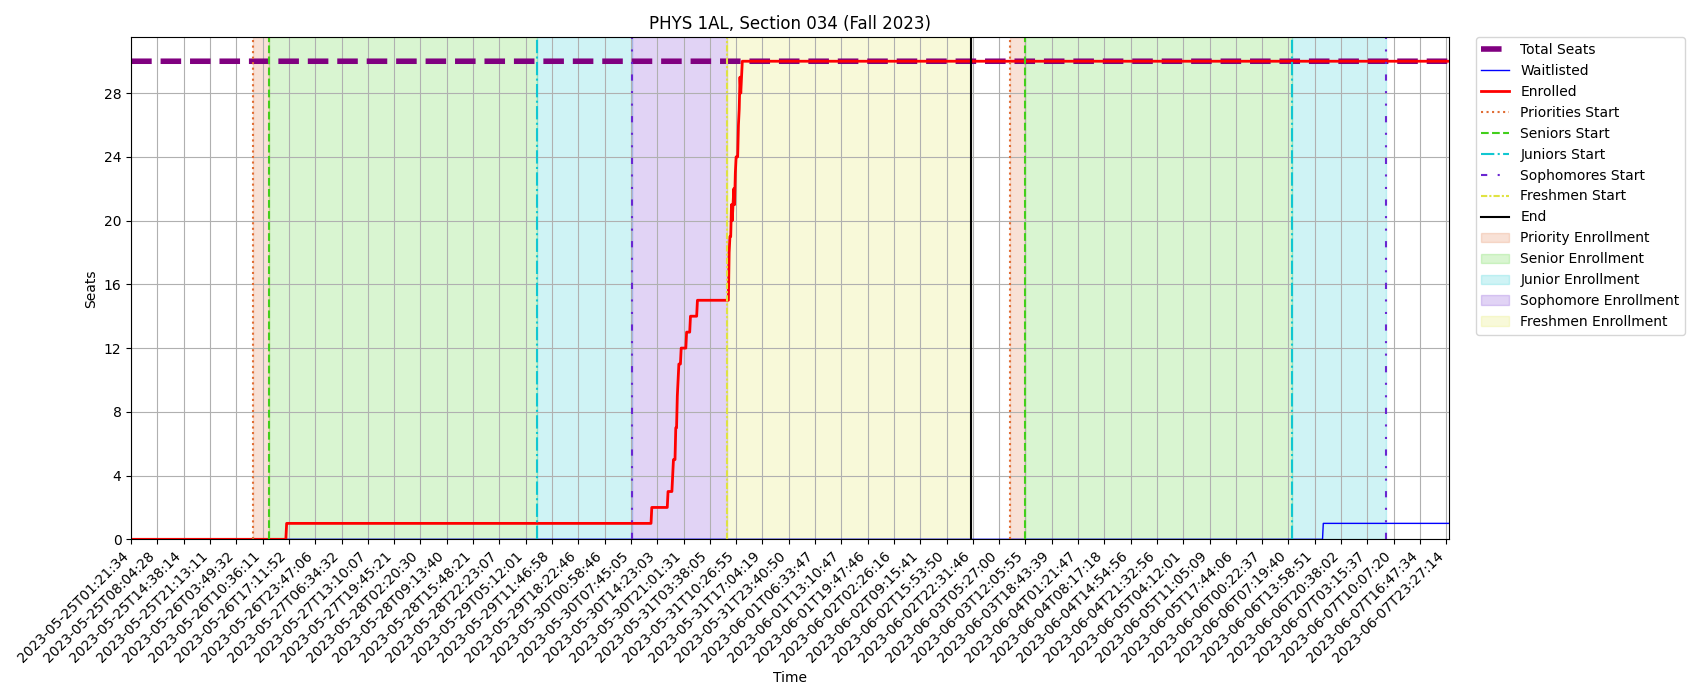 PHYS 1AL, Section 034 (Fall 2023)
Seats
28
24
20
16
12
8
4
0
2023-05-25T01:21:34
2023-05-25T08:04:28
2023-05-25T14:38:14
2023-05-25T21:13:11
2023-05-26T03:49:32
2023-05-26T10:36:11
2023-05-26T17:11:52
2023-05-26T23:47:06
2023-05-27T06:34:32
2023-05-27T13:10:07
2023-05-27T19:45:21
2023-05-28T02:20:30
2023-05-28T09:13:40
2023-05-28T15:48:21
2023-05-28T22:23:07
2023-05-29T05:12:01
2023-05-29T11:46:58
2023-05-29T18:22:46
2023-05-30T00:58:46
2023-05-30T07:45:05
2023-05-30T14:23:03
2023-05-30T21:01:31
2023-05-31T03:38:05
2023-05-31T10:26:55
2023-05-31T17:04:19
2023-05-31T23:40:50
2023-06-01T06:33:47
2023-06-01T13:10:47
2023-06-01T19:47:46
2023-06-02T02:26:16
2023-06-02T09:15:41
2023-06-02T15:53:50
2023-06-02T22:31:46
2023-06-03T05:27:00
2023-06-03T12:05:55
2023-06-03T18:43:39
2023-06-04T01:21:47
2023-06-04T08:17:18
2023-06-04T14:54:56
2023-06-04T21:32:56
2023-06-05T04:12:01
2023-06-05T11:05:09
2023-06-05T17:44:06
2023-06-06T00:22:37
2023-06-06T07:19:40
2023-06-06T13:58:51
2023-06-06T20:38:02
2023-06-07T03:15:37
2023-06-07T10:07:20
2023-06-07T16:47:34
2023-06-07T23:27:14
Time
Total Seats
Waitlisted
Enrolled
Priorities Start
Seniors Start
Juniors Start
Sophomores Start
Freshmen Start
End
Priority Enrollment
Senior Enrollment
Junior Enrollment
Sophomore Enrollment
Freshmen Enrollment